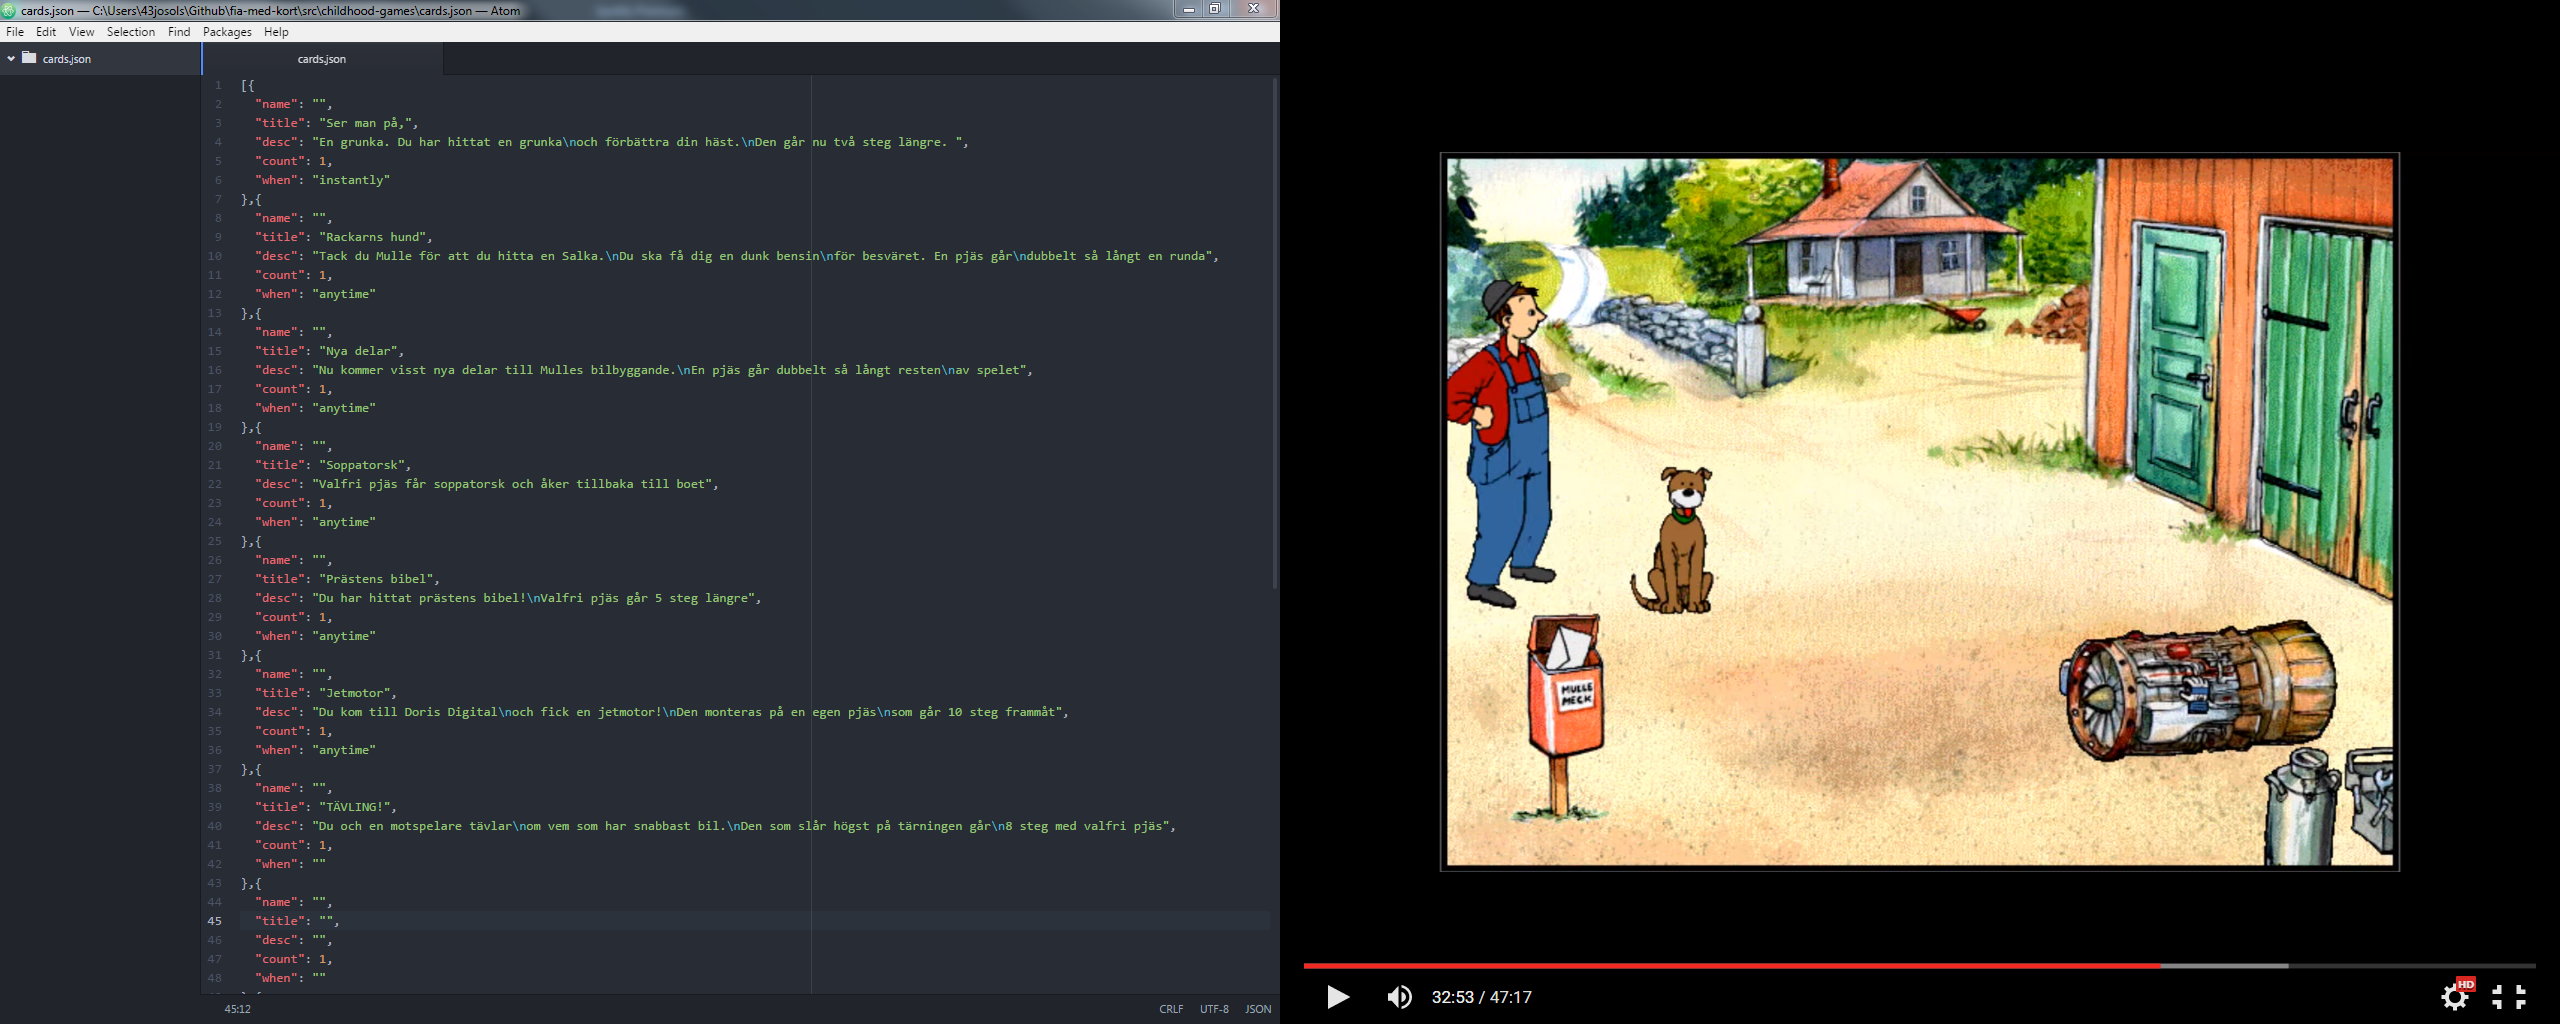 cards.json — C:\Users\43josols\Github\fia-med-kort\src\childhood-games\cards.json — Atom
File Edit View Selection Find Packages Help
cards.json
cards.json
1 [{
2 "name": "",
3 "title": "Ser man på,",
4 "desc": "En grunka. Du har hittat en grunka\noch förbättra din häst.\nDen går nu två steg längre. ",
5 "count": 1,
6 "when": "instantly"
7 },{
8 "name": "",
9 "title": "Rackarns hund",
10 "desc": "Tack du Mulle för att du hitta en Salka.\nDu ska få dig en dunk bensin\nför besväret. En pjäs går\ndubbelt så långt en runda",
11 "count": 1,
12 "when": "anytime"
13 },{
14 "name": "",
15 "title": "Nya delar",
16 "desc": "Nu kommer visst nya delar till Mulles bilbyggande.\nEn pjäs går dubbelt så långt resten\nav spelet",
17 "count": 1,
18 "when": "anytime"
19 },{
20 "name": "",
21 "title": "Soppatorsk",
22 "desc": "Valfri pjäs får soppatorsk och åker tillbaka till boet",
23 "count": 1,
24 "when": "anytime"
25 },{
26 "name": "",
27 "title": "Prästens bibel",
28 "desc": "Du har hittat prästens bibel!\nValfri pjäs går 5 steg längre",
29 "count": 1,
30 "when": "anytime"
31 },{
32 "name": "",
33 "title": "Jetmotor",
34 "desc": "Du kom till Doris Digital\noch fick en jetmotor!\nDen monteras på en egen pjäs\nsom går 10 steg frammåt",
35 "count": 1,
36 "when": "anytime"
37 },{
38 "name": "",
39 "title": "TÄVLING!",
40 "desc": "Du och en motspelare tävlar\nom vem som har snabbast bil.\nDen som slår högst på tärningen går\n8 steg med valfri pjäs",
41 "count": 1,
42 "when": ""
43 },{
44 "name": "",
45 "title": "",
46 "desc": "",
47 "count": 1,
48 "when": ""
45:12
CRLF UTF-8 JSON
MULLE
MECK
32:53 / 47:17
HD